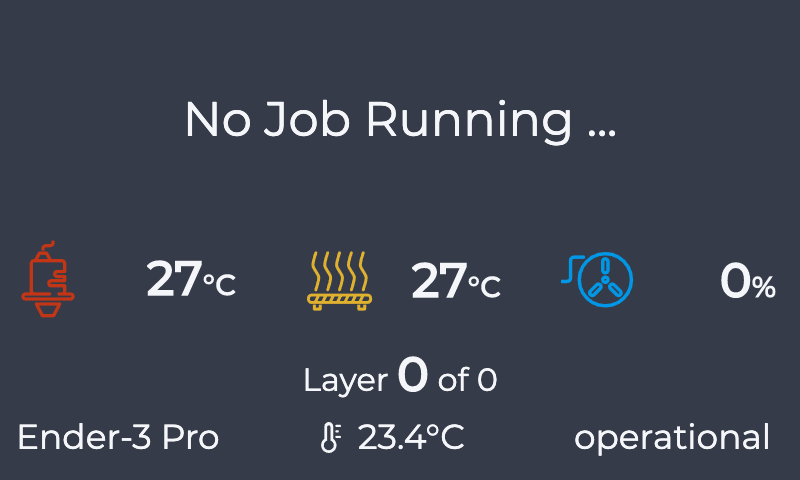 No Job Running ...
27°C 27°C 0%
Layer 0 of 0
Ender-3 Pro 23.4°C operational